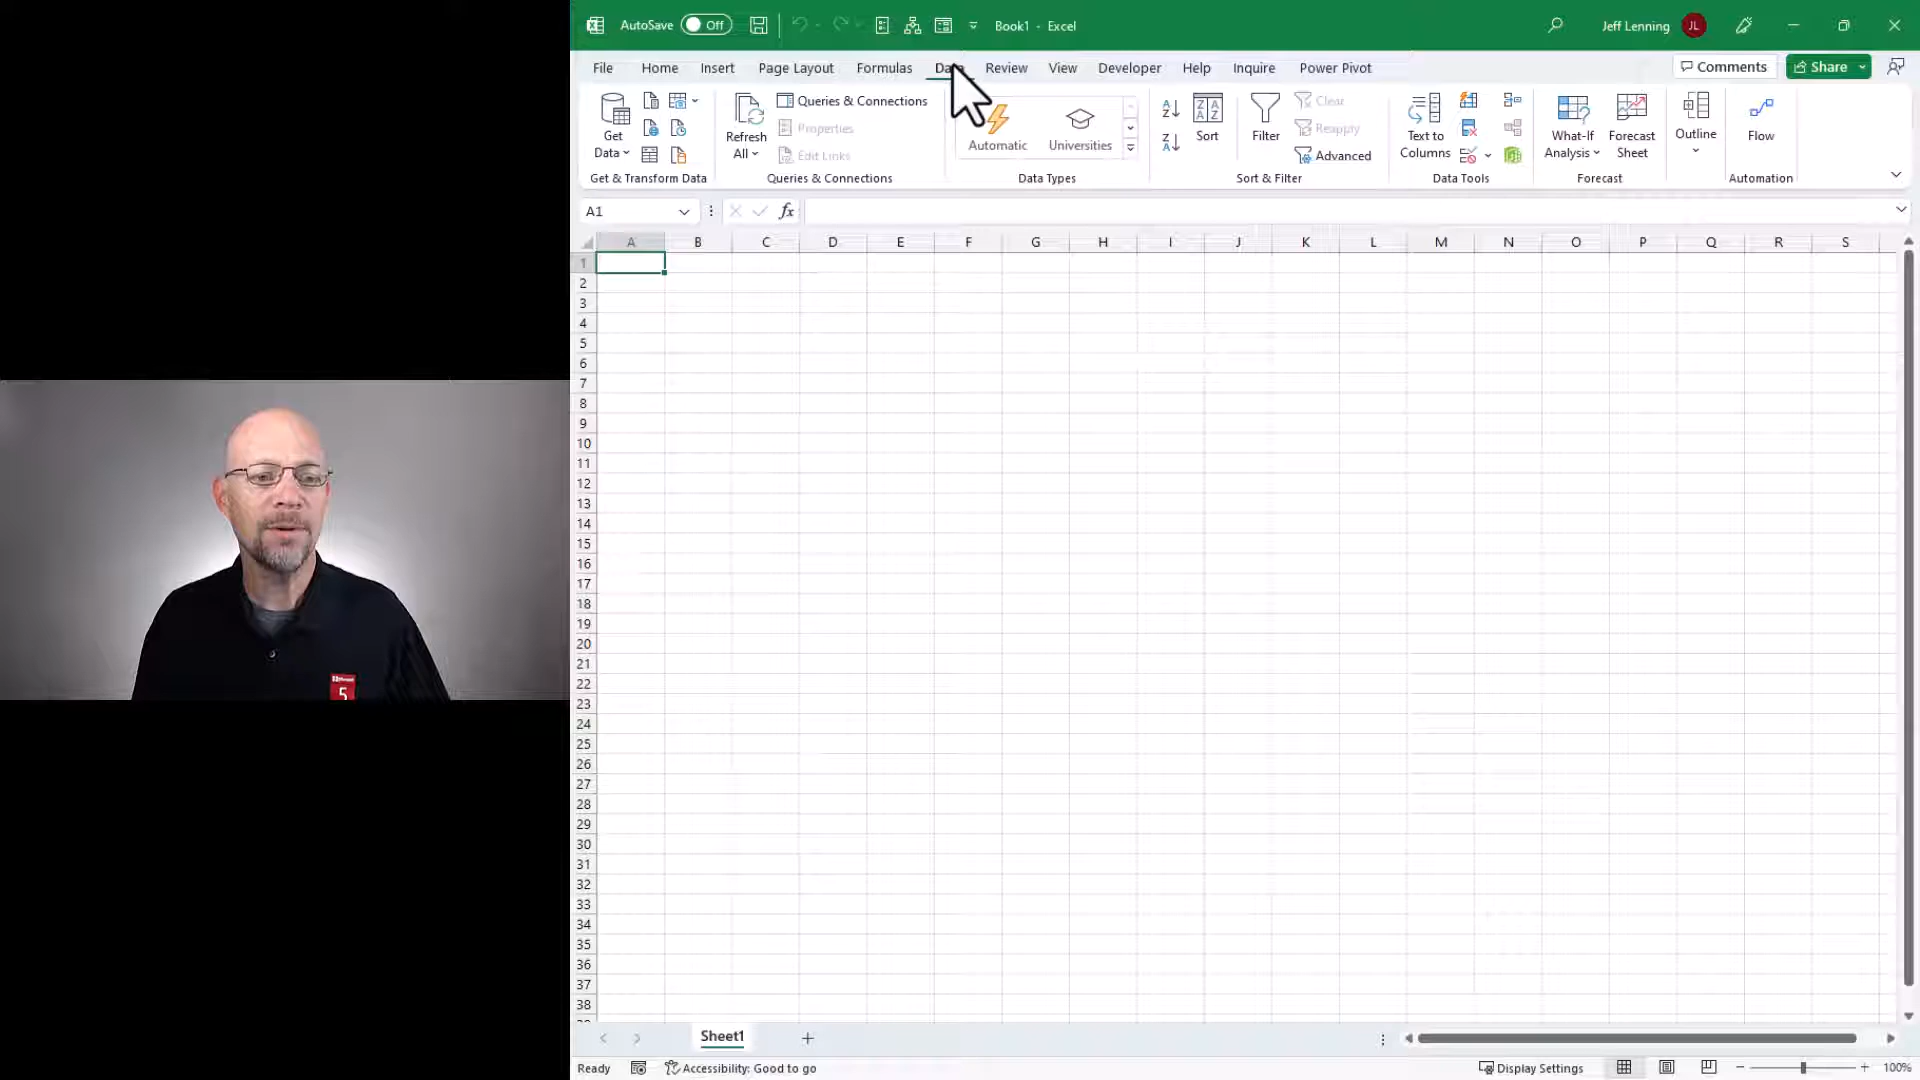 AutoSave Off Book1 - Excel Jeff Lenning JL
File Home Insert Page Layout Formulas Data Review View Developer Help Inquire Power Pivot Comments Share
Get Data
Get & Transform Data
Refresh All
Queries & Connections
Properties
Edit Links
Queries & Connections
Automatic Universities
Data Types
Sort Filter
Clear
Reapply
Advanced
Sort & Filter
Text to Columns
Data Tools
What-If Analysis
Forecast Sheet
Forecast
Outline
Flow
Automation
A1 fx
A B C D E F G H I J K L M N O P Q R S
1
2
3
4
5
6
7
8
9
10
11
12
13
14
15
16
17
18
19
20
21
22
23
24
25
26
27
28
29
30
31
32
33
34
35
36
37
38
5
Sheet1
Ready Accessibility: Good to go Display Settings 100%